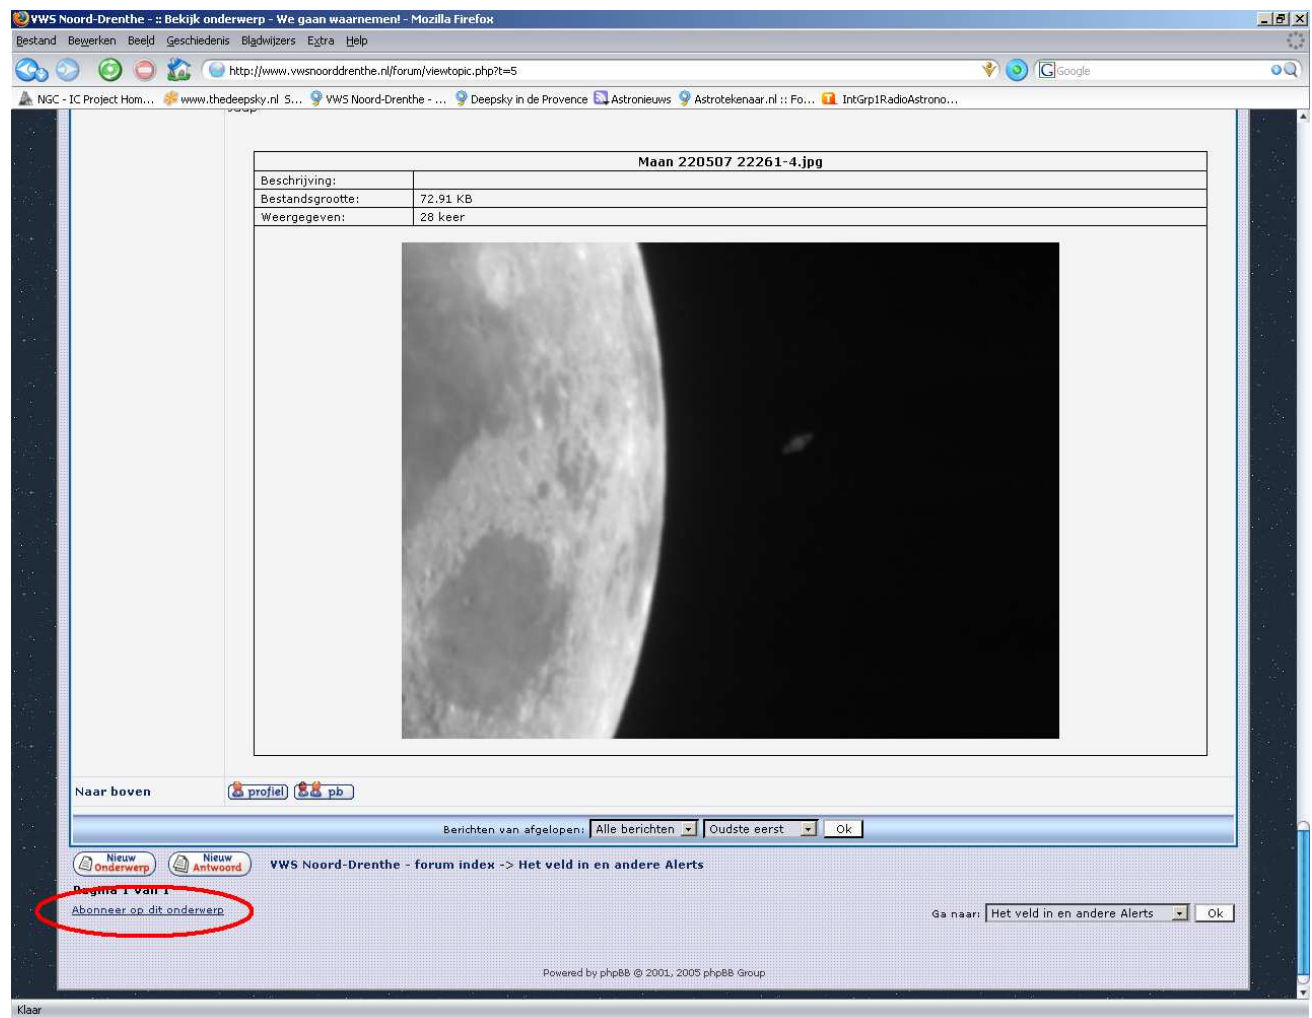 VWS Noord-Drenthe - :: Bekijk onderwerp - We gaan waarnemen! - Mozilla Firefox
Bestand Bewerken Beeld Geschiedenis Bladwijzers Extra Help
http://www.vwsnoorddrenthe.nl/forum/viewtopic.php?t=5
Google
NGC - IC Project Hom... www.thedeepsky.nl S... VWS Noord-Drenthe - ... Deepsky in de Provence Astronieuws Astrotekenaar.nl :: Fo... IntGrp1RadioAstrono...
Maan 220507 22261-4.jpg
Beschrijving:
Bestandsgrootte: 72.91 KB
Weergegeven: 28 keer
Naar boven profiel pb
Berichten van afgelopen: Alle berichten Oudste eerst Ok
Nieuw Onderwerp Nieuw Antwoord VWS Noord-Drenthe - forum index -> Het veld in en andere Alerts
Pagina 1 van 1
Abonneer op dit onderwerp
Ga naar: Het veld in en andere Alerts Ok
Powered by phpBB © 2001, 2005 phpBB Group
Klaar